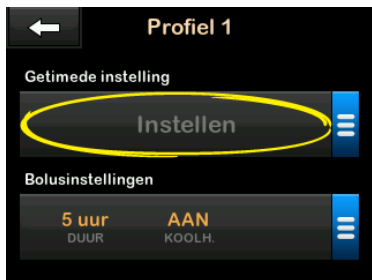 Profiel 1
Getimede instelling
Instellen
Bolusinstellingen
5 uur AAN
DUUR KOOLH.